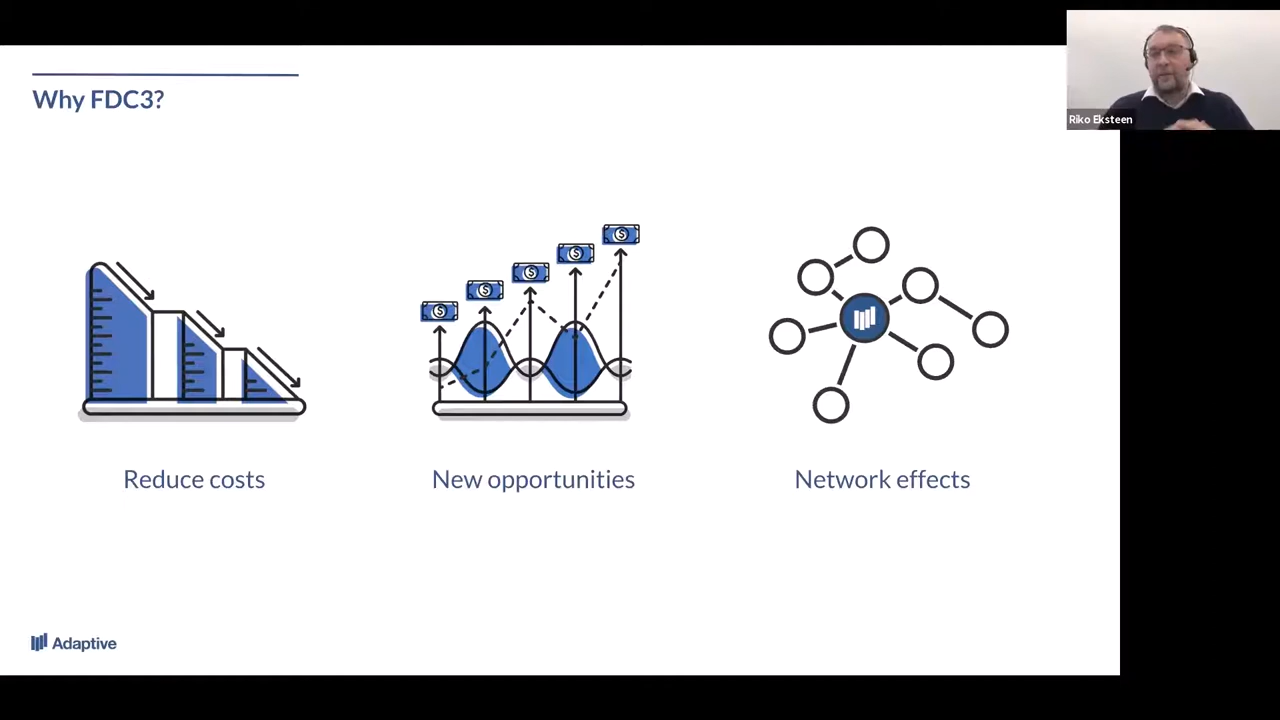 Why FDC3?
Riko Eksteen
$
$
$
$
$
Reduce costs
New opportunities
Network effects
Adaptive